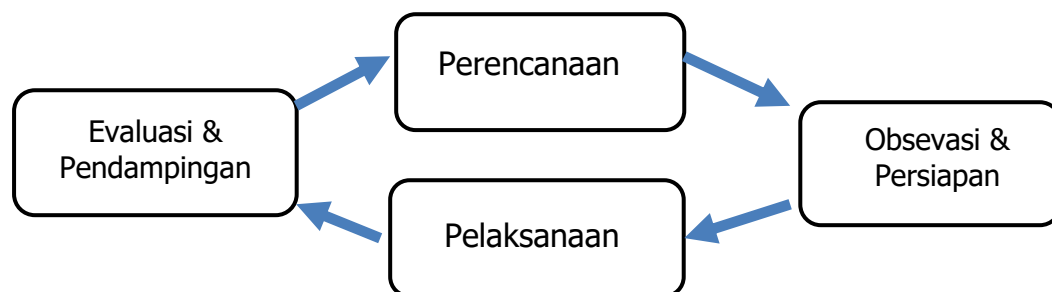 Perencanaan
Evaluasi &
Pendampingan
Obsevasi &
Persiapan
Pelaksanaan